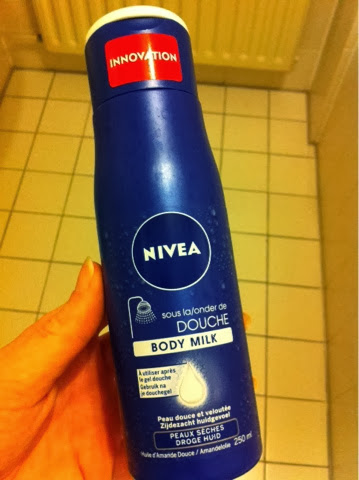 INNOVATION
NIVEA
sous la/onder de
DOUCHE
BODY MILK
A utiliser après
le gel douche
Gebruik na
je douchegel
Peau douce et veloutée
Zijdezacht huidgevoel
PEAUX SÈCHES
DROGE HUID
250 ml
Huile d'Amande Douce / Amandelolie